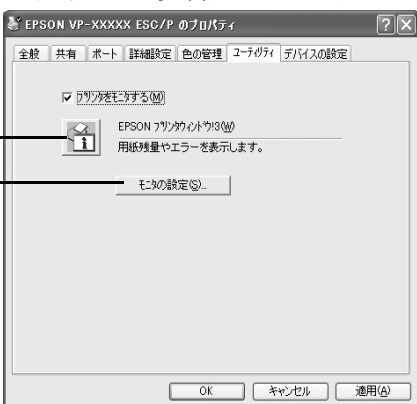 EPSON VP-XXXXX ESC/P のプロパティ
全般 共有 ポート 詳細設定 色の管理 ユーティリティ デバイスの設定
プリンタをモニタする(M)
EPSON プリンタウィンドウ!3(W)
用紙残量やエラーを表示します。
モニタの設定(S)...
OK キャンセル 適用(A)